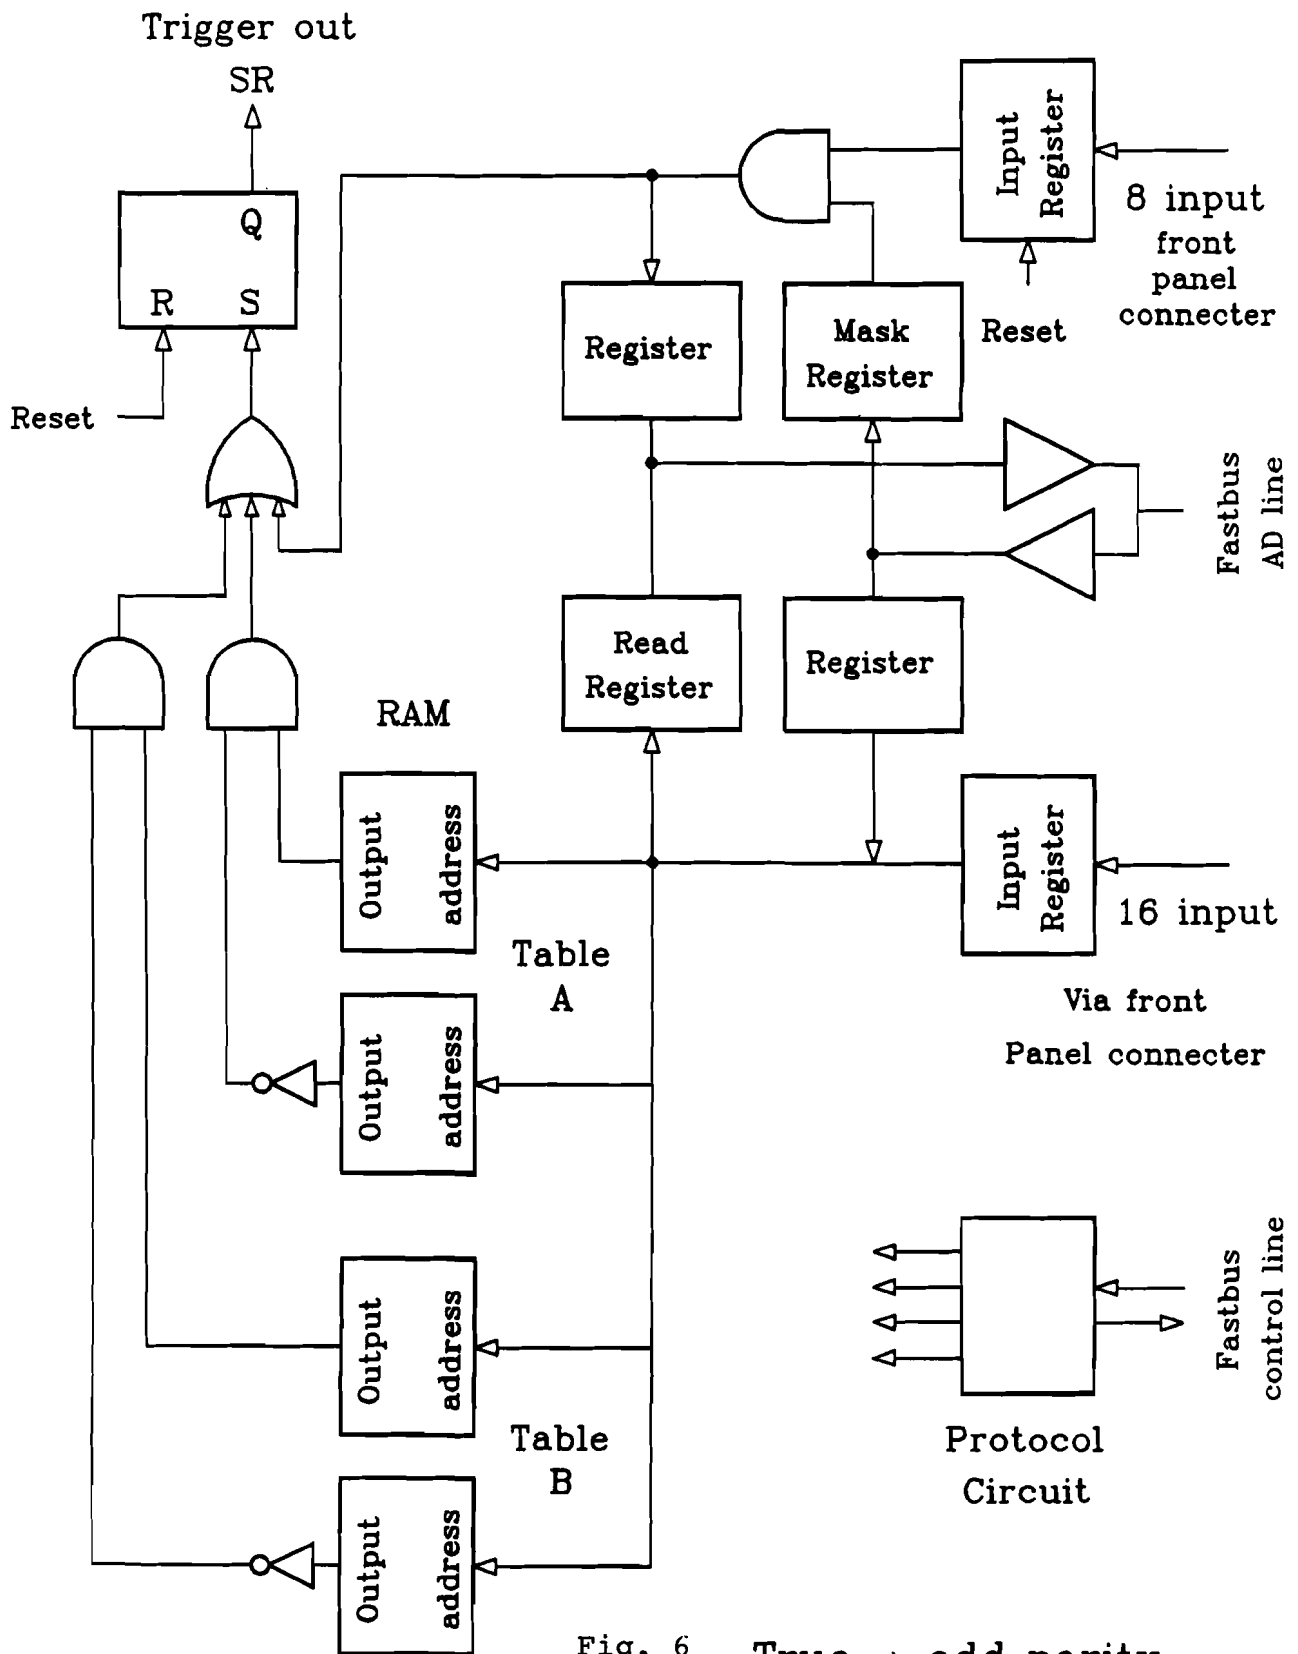 Trigger out
SR
Q
R S
Reset
Input
Register
8 input
front
panel
connecter
Reset
Register
Mask
Register
Fastbus
AD line
Read
Register
Register
RAM
Output
address
Input
Register
16 input
Table
A
Via front
Panel connecter
Output
address
Output
address
Fastbus
control line
Table
B
Protocol
Circuit
Output
address
Fig. 6